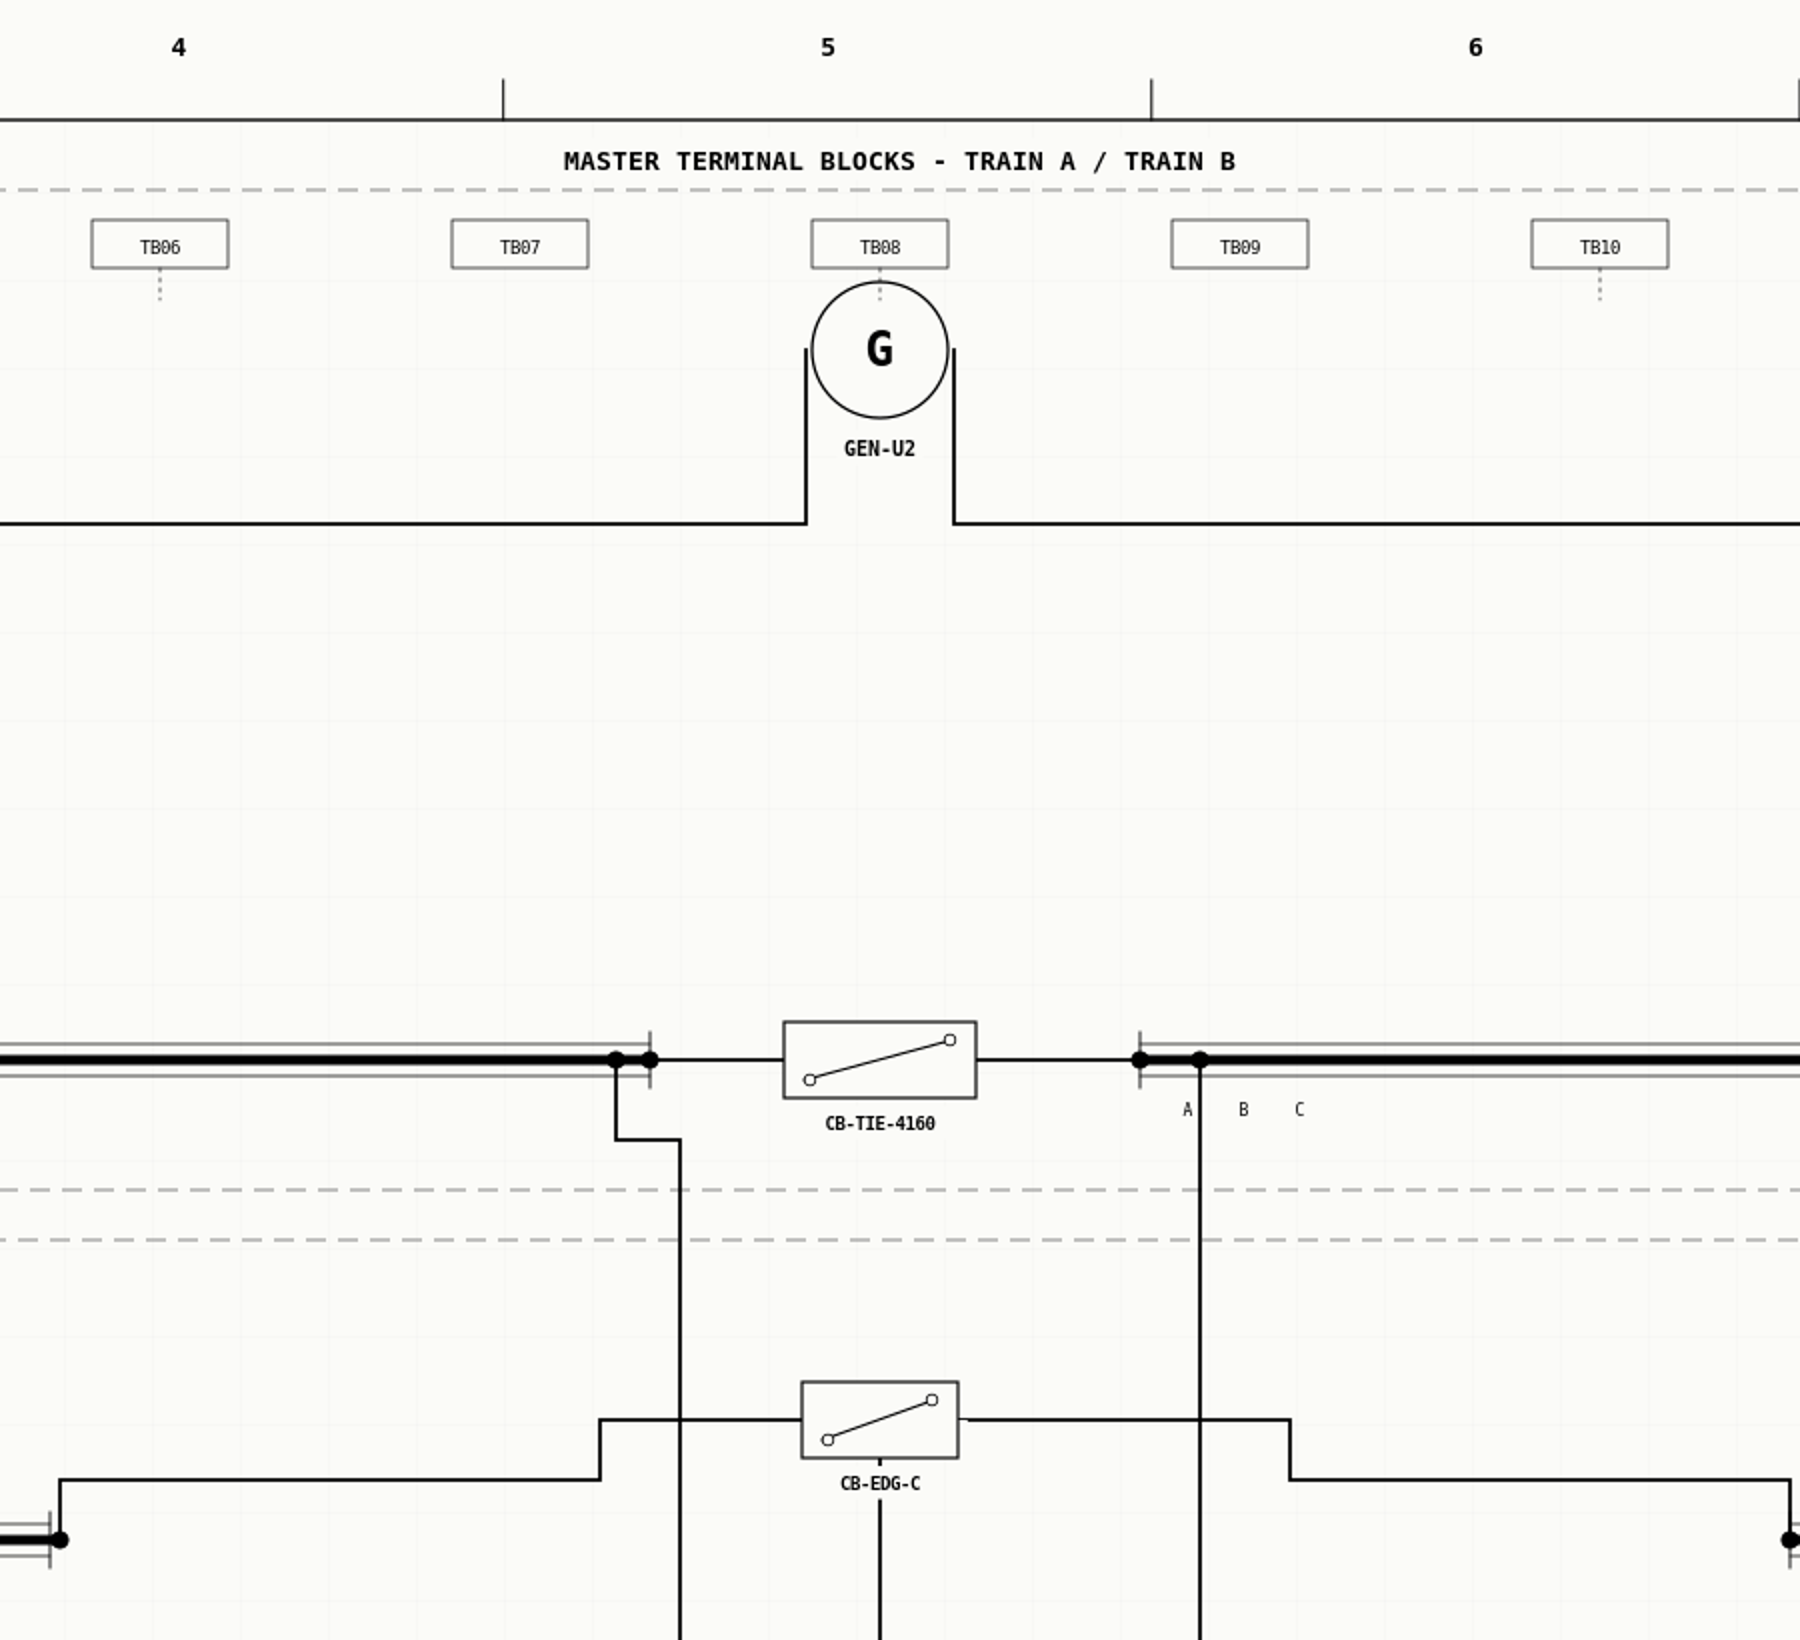 4 5 6
MASTER TERMINAL BLOCKS - TRAIN A / TRAIN B
TB06 TB07 TB08 TB09 TB10
G
GEN-U2
A B C
CB-TIE-4160
CB-EDG-C